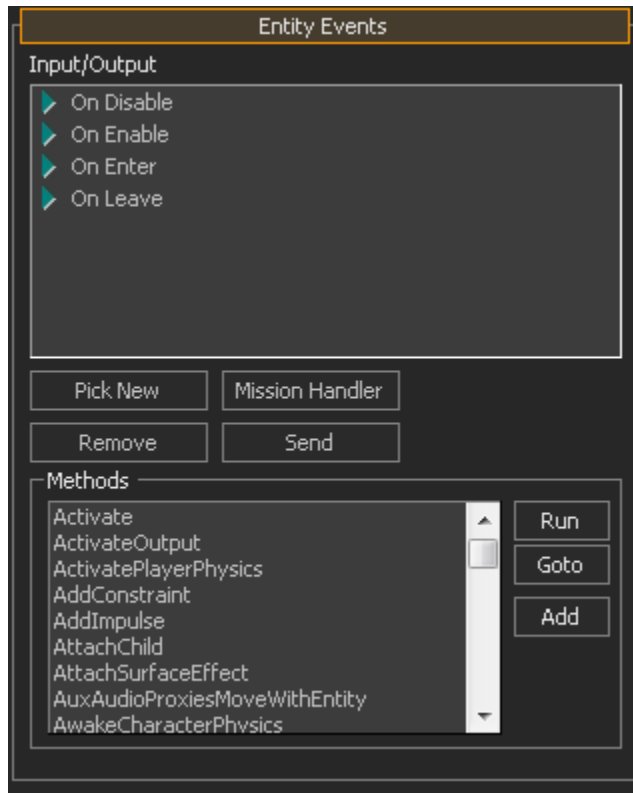 Entity Events
Input/Output
On Disable
On Enable
On Enter
On Leave
Pick New
Mission Handler
Remove
Send
Methods
Activate
ActivateOutput
ActivatePlayerPhysics
AddConstraint
AddImpulse
AttachChild
AttachSurfaceEffect
AuxAudioProxiesMoveWithEntity
AwakeCharacterPhysics
Run
Goto
Add